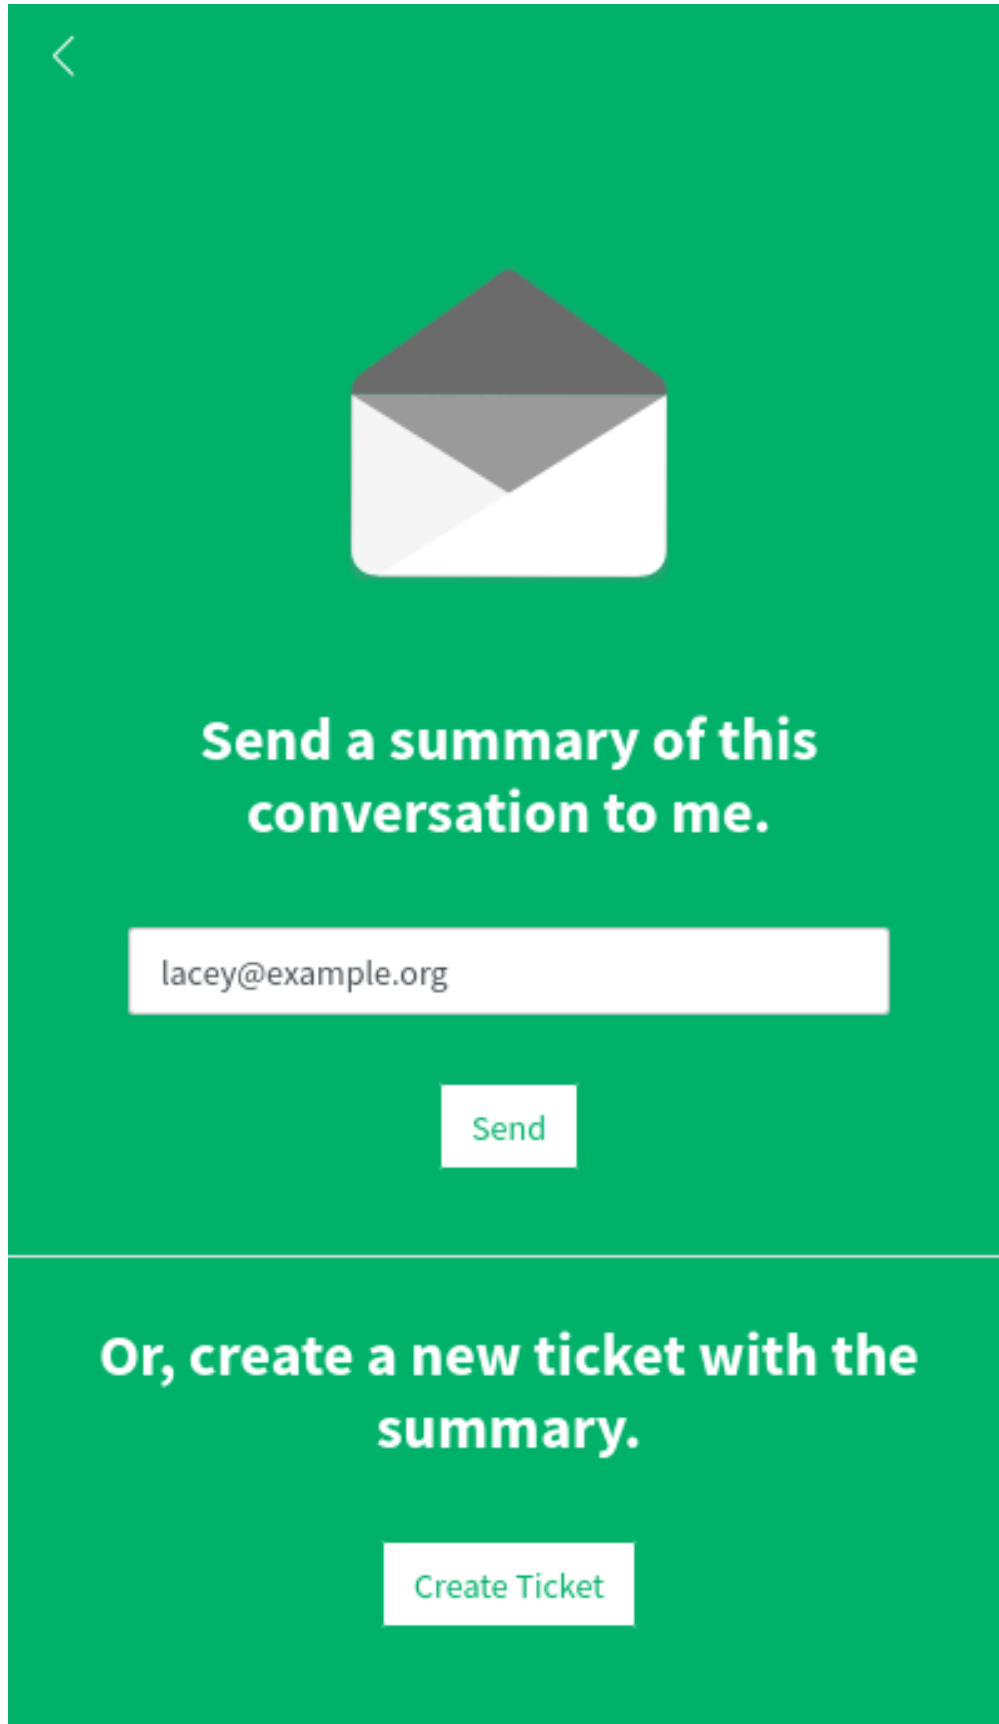 Send a summary of this
conversation to me.
lacey@example.org
Send
Or, create a new ticket with the
summary.
Create Ticket